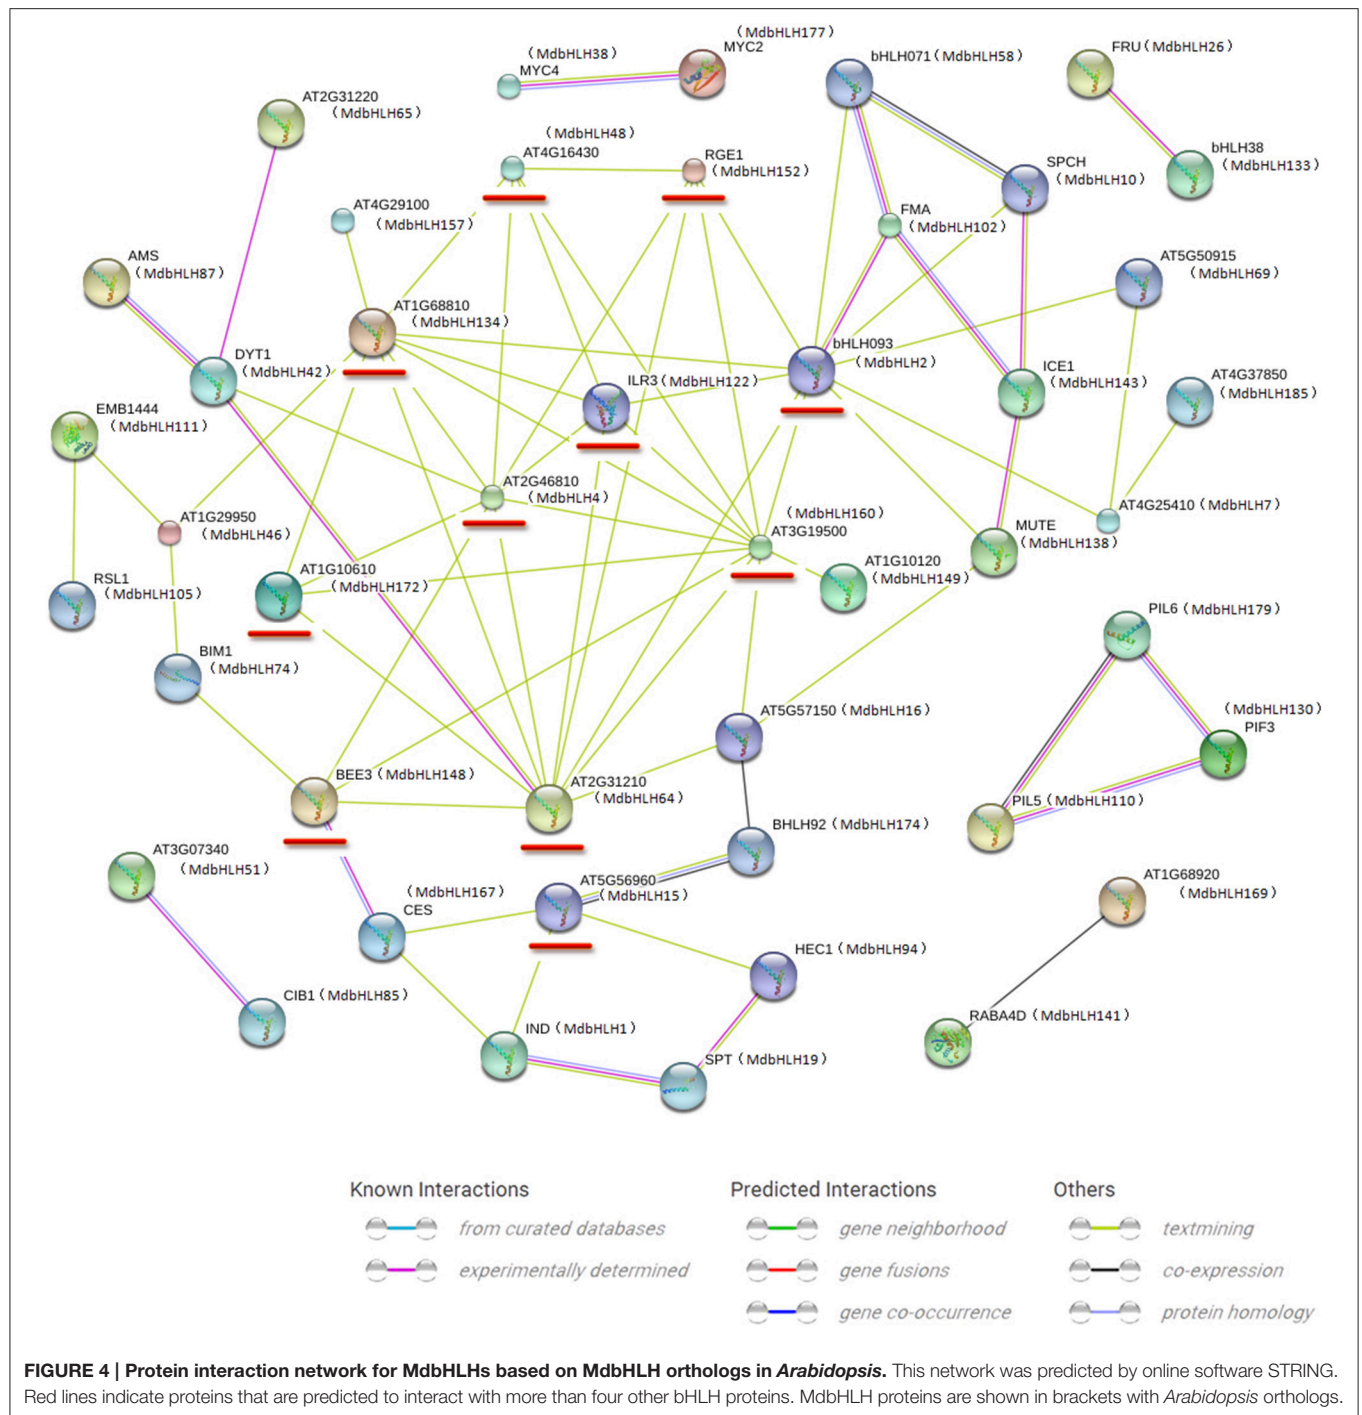 (MdbHLH38)
MYC4
(MdbHLH177)
MYC2
bHLH071(MdbHLH58)
FRU(MdbHLH26)
AT2G31220
(MdbHLH65)
(MdbHLH48)
AT4G16430
RGE1
(MdbHLH152)
SPCH
(MdbHLH10)
bHLH38
(MdbHLH133)
AT4G29100
(MdbHLH157)
FMA
(MdbHLH102)
AMS
(MdbHLH87)
AT5G50915
(MdbHLH69)
AT1G68810
(MdbHLH134)
DYT1
(MdbHLH42)
ILR3(MdbHLH122)
bHLH093
(MdbHLH2)
ICE1
(MdbHLH143)
AT4G37850
(MdbHLH185)
EMB1444
(MdbHLH111)
AT2G46810
(MdbHLH4)
AT1G29950
(MdbHLH46)
(MdbHLH160)
AT3G19500
MUTE
(MdbHLH138)
AT4G25410(MdbHLH7)
RSL1
(MdbHLH105)
AT1G10610
(MdbHLH172)
AT1G10120
(MdbHLH149)
PIL6(MdbHLH179)
BIM1
(MdbHLH74)
AT5G57150(MdbHLH16)
(MdbHLH130)
PIF3
BEE3(MdbHLH148)
AT2G31210
(MdbHLH64)
PIL5(MdbHLH110)
BHLH92(MdbHLH174)
AT3G07340
(MdbHLH51)
(MdbHLH167)
CES
AT5G56960
(MdbHLH15)
AT1G68920
(MdbHLH169)
HEC1(MdbHLH94)
CIB1(MdbHLH85)
IND(MdbHLH1)
SPT(MdbHLH19)
RABA4D(MdbHLH141)
Known Interactions
from curated databases
experimentally determined
Predicted Interactions
gene neighborhood
gene fusions
gene co-occurrence
Others
textmining
co-expression
protein homology
FIGURE 4 | Protein interaction network for MdbHLHs based on MdbHLH orthologs in Arabidopsis. This network was predicted by online software STRING.
Red lines indicate proteins that are predicted to interact with more than four other bHLH proteins. MdbHLH proteins are shown in brackets with Arabidopsis orthologs.